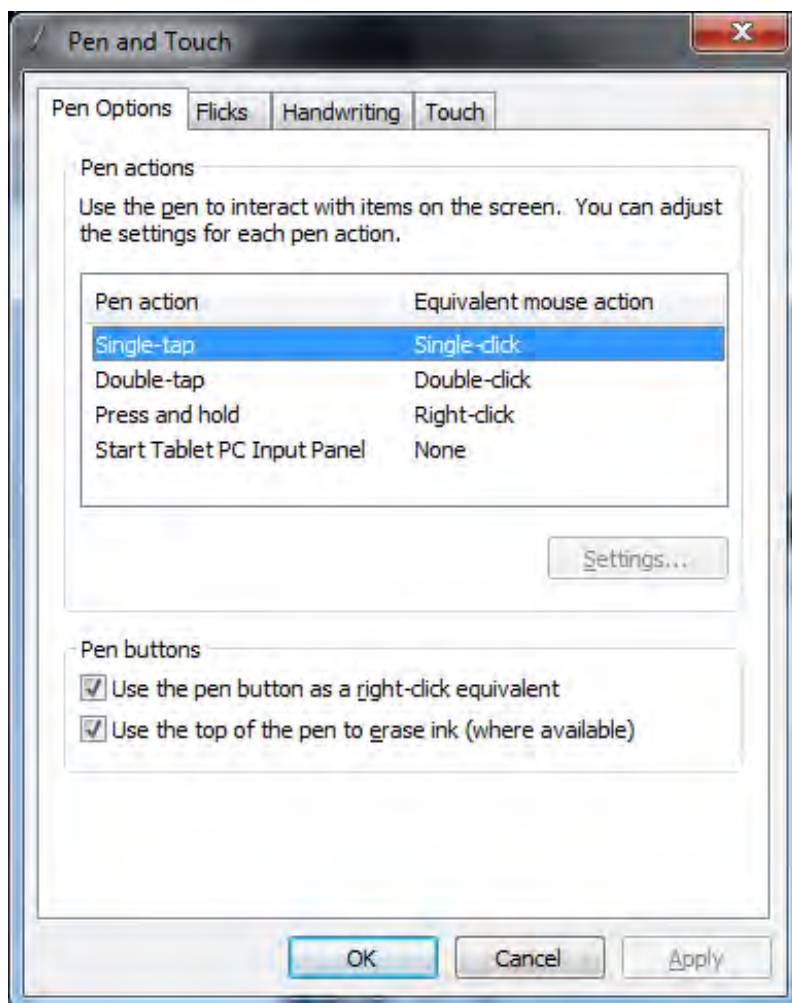 Pen and Touch
Pen Options Flicks Handwriting Touch
Pen actions
Use the pen to interact with items on the screen. You can adjust
the settings for each pen action.
Pen action Equivalent mouse action
Single-tap Single-click
Double-tap Double-click
Press and hold Right-click
Start Tablet PC Input Panel None
Settings...
Pen buttons
Use the pen button as a right-click equivalent
Use the top of the pen to erase ink (where available)
OK Cancel Apply